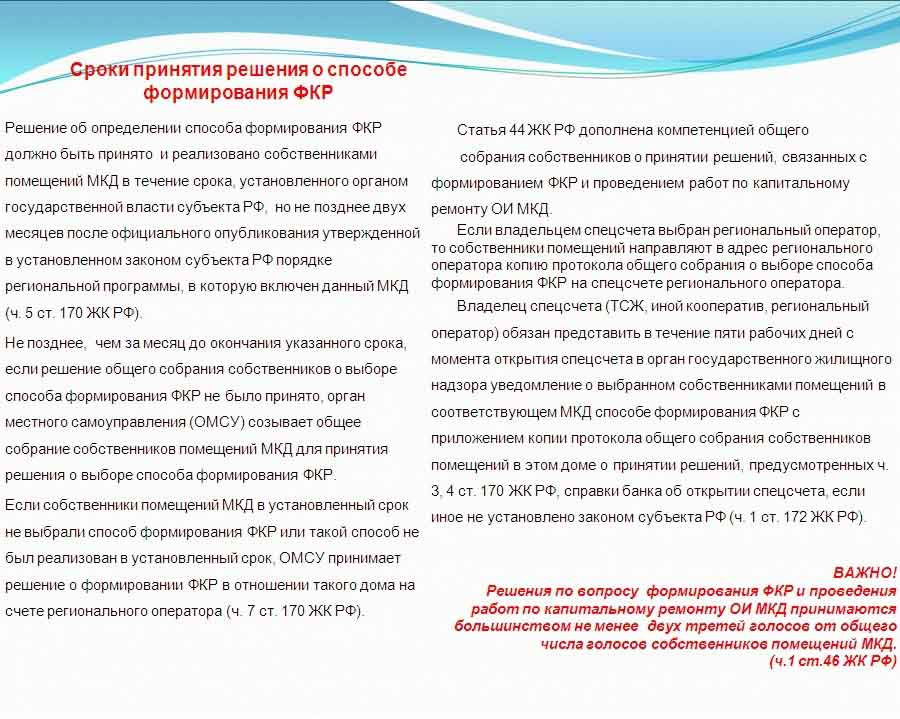 Сроки принятия решения о способе
формирования ФКР
Решение об определении способа формирования ФКР
должно быть принято и реализовано собственниками
помещений МКД в течение срока, установленного органом
государственной власти субъекта РФ, но не позднее двух
месяцев после официального опубликования утвержденной
в установленном законом субъекта РФ порядке
региональной программы, в которую включен данный МКД
(ч. 5 ст. 170 ЖК РФ).
Не позднее, чем за месяц до окончания указанного срока,
если решение общего собрания собственников о выборе
способа формирования ФКР не было принято, орган
местного самоуправления (ОМСУ) созывает общее
собрание собственников помещений МКД для принятия
решения о выборе способа формирования ФКР.
Если собственники помещений МКД в установленный срок
не выбрали способ формирования ФКР или такой способ не
был реализован в установленный срок, ОМСУ принимает
решение о формировании ФКР в отношении такого дома на
счете регионального оператора (ч. 7 ст. 170 ЖК РФ).
Статья 44 ЖК РФ дополнена компетенцией общего
собрания собственников о принятии решений, связанных с
формированием ФКР и проведением работ по капитальному
ремонту ОИ МКД.
Если владельцем спецсчета выбран региональный оператор,
то собственники помещений направляют в адрес регионального
оператора копию протокола общего собрания о выборе способа
формирования ФКР на спецсчете регионального оператора.
Владелец спецсчета (ТСЖ, иной кооператив, региональный
оператор) обязан представить в течение пяти рабочих дней с
момента открытия спецсчета в орган государственного жилищного
надзора уведомление о выбранном собственниками помещений в
соответствующем МКД способе формирования ФКР с
приложением копии протокола общего собрания собственников
помещений в этом доме о принятии решений, предусмотренных ч.
3, 4 ст. 170 ЖК РФ, справки банка об открытии спецсчета, если
иное не установлено законом субъекта РФ (ч. 1 ст. 172 ЖК РФ).
ВАЖНО!
Решения по вопросу формирования ФКР и проведения
работ по капитальному ремонту ОИ МКД принимаются
большинством не менее двух третей голосов от общего
числа голосов собственников помещений МКД.
(ч.1 ст.46 ЖК РФ)